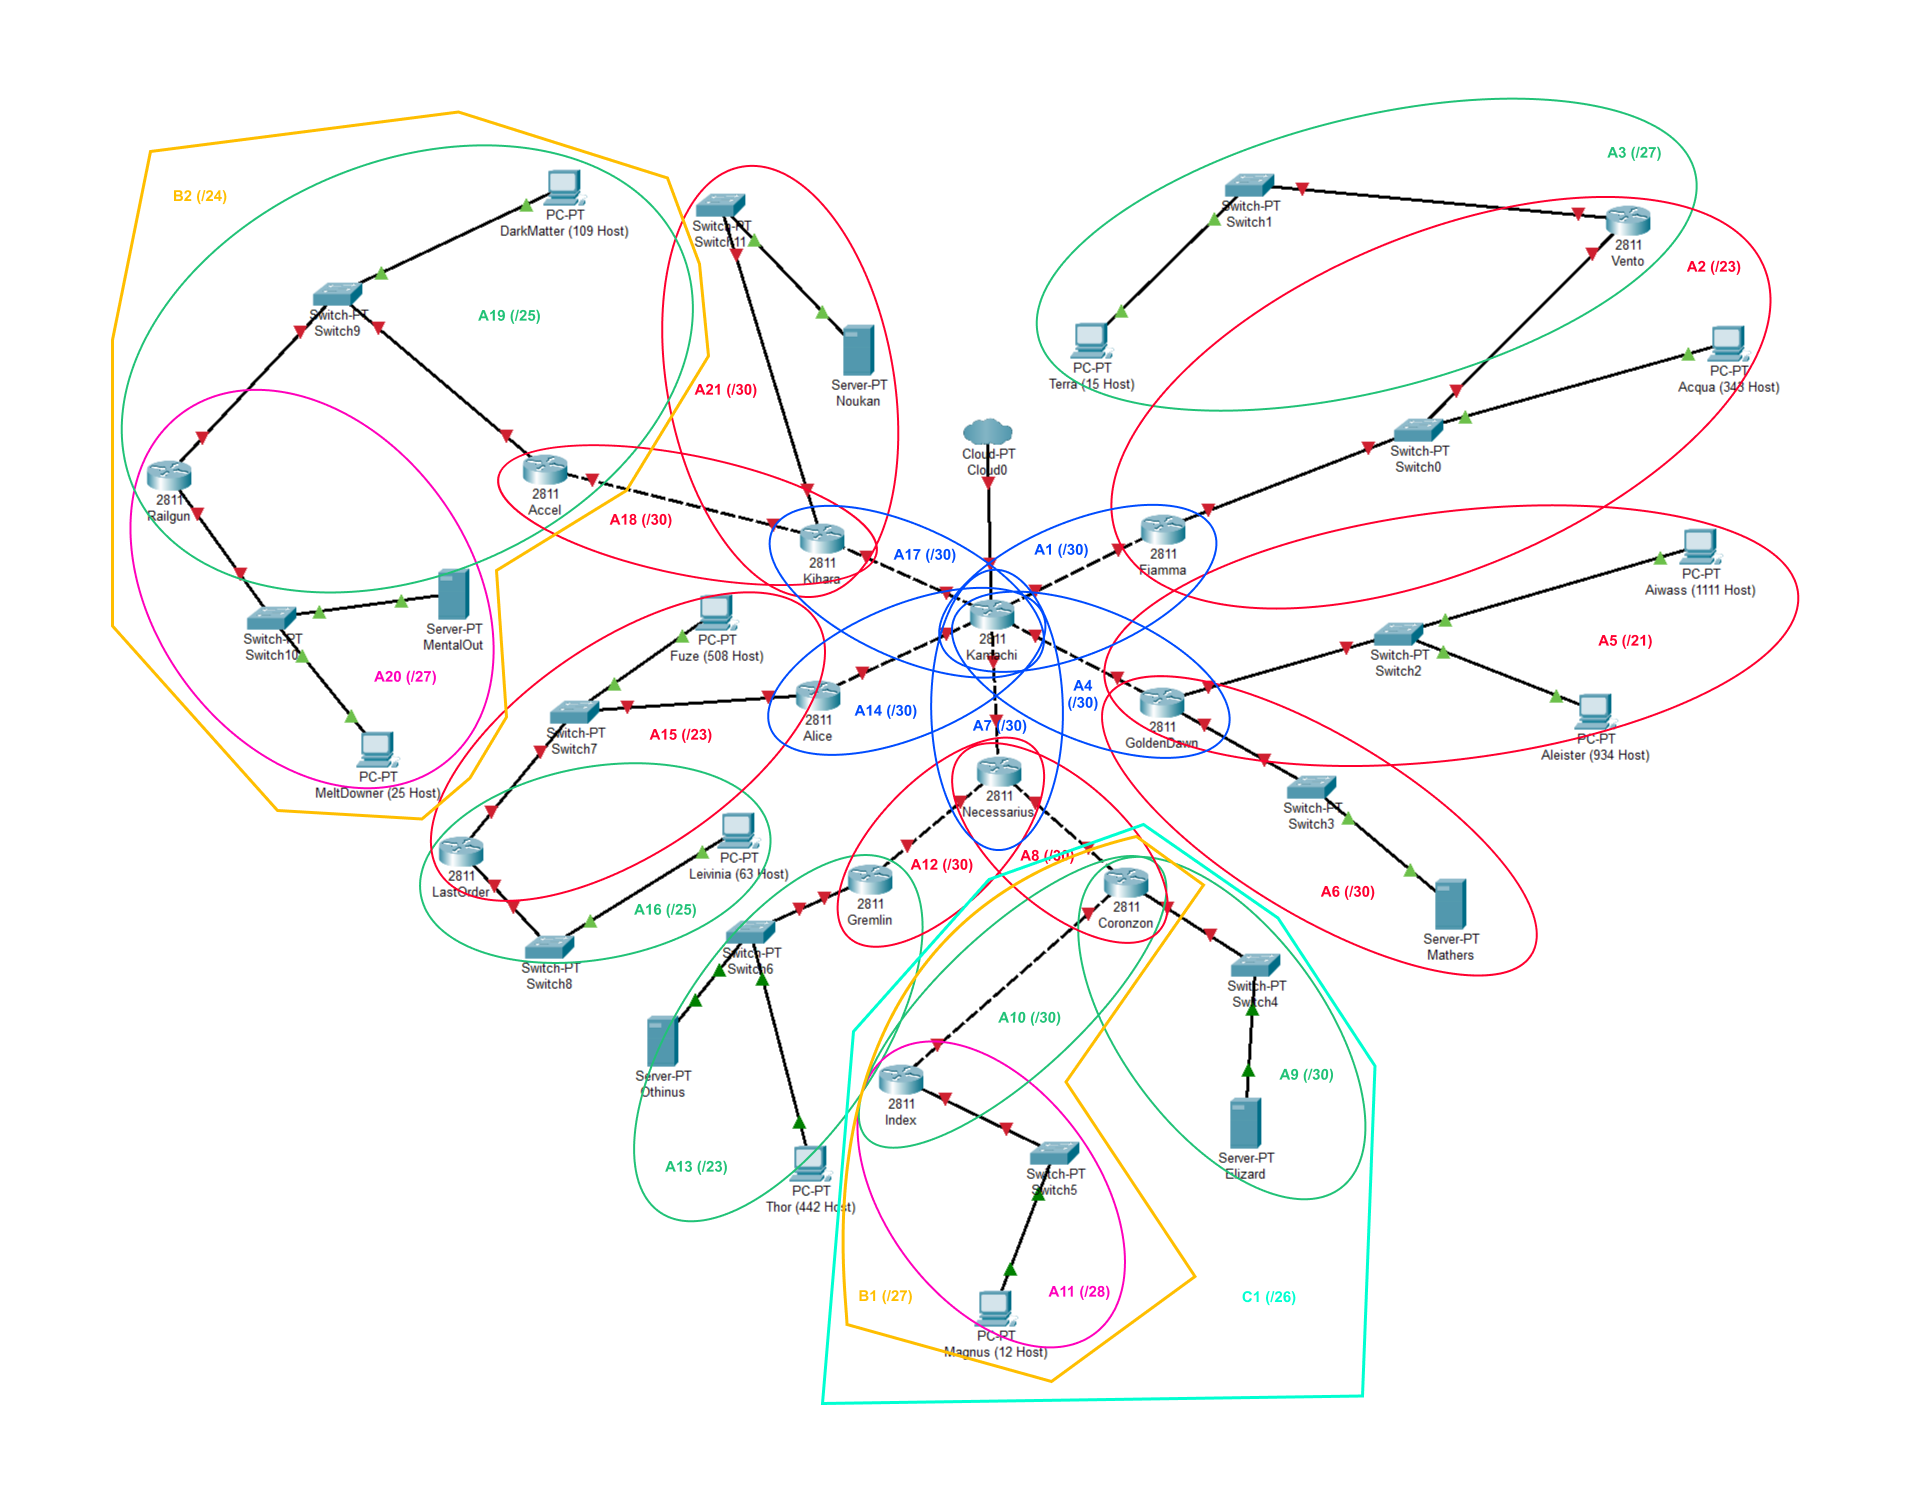 B2 (/24)
PC-PT
DarkMatter (109 Host)
Switch-PT
Switch9
A19 (/25)
2811
Railgun
2811
Accel
A18 (/30)
Switch-PT
Switch10
Server-PT
MentalOut
A20 (/27)
PC-PT
MeltDowner (25 Host)
Switch-PT
Switch11
A21 (/30)
Server-PT
Noukan
2811
Kihara
A17 (/30)
Cloud-PT
Cloud0
A1 (/30)
2811
Kamachi
2811
Fiamma
A3 (/27)
Switch-PT
Switch1
2811
Vento
A2 (/23)
PC-PT
Terra (15 Host)
PC-PT
Acqua (343 Host)
Switch-PT
Switch0
PC-PT
Aiwass (1111 Host)
A5 (/21)
Switch-PT
Switch2
PC-PT
Aleister (934 Host)
A4
(/30)
2811
GoldenDawn
Switch-PT
Switch3
A6 (/30)
Server-PT
Mathers
PC-PT
Fuze (508 Host)
Switch-PT
Switch7
A15 (/23)
2811
Alice
A14 (/30)
A7 (/30)
2811
Necessarius
2811
LastOrder
PC-PT
Leivinia (63 Host)
A16 (/25)
Switch-PT
Switch8
A12 (/30)
A8 (/30)
2811
Gremlin
2811
Coronzon
Switch-PT
Switch6
Server-PT
Othinus
A13 (/23)
PC-PT
Thor (442 Host)
A10 (/30)
Switch-PT
Switch4
A9 (/30)
Server-PT
Elizard
2811
Index
Switch-PT
Switch5
B1 (/27)
A11 (/28)
C1 (/26)
PC-PT
Magnus (12 Host)